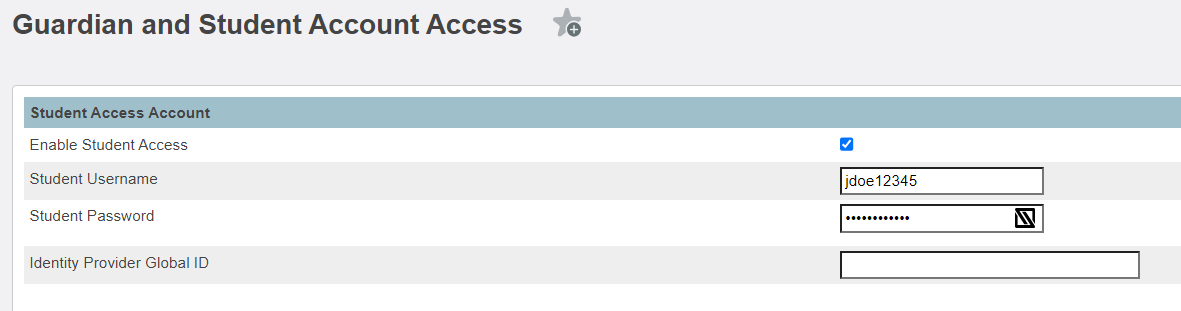 Guardian and Student Account Access
Student Access Account
Enable Student Access
Student Username jdoe12345
Student Password ••••••••••••
Identity Provider Global ID